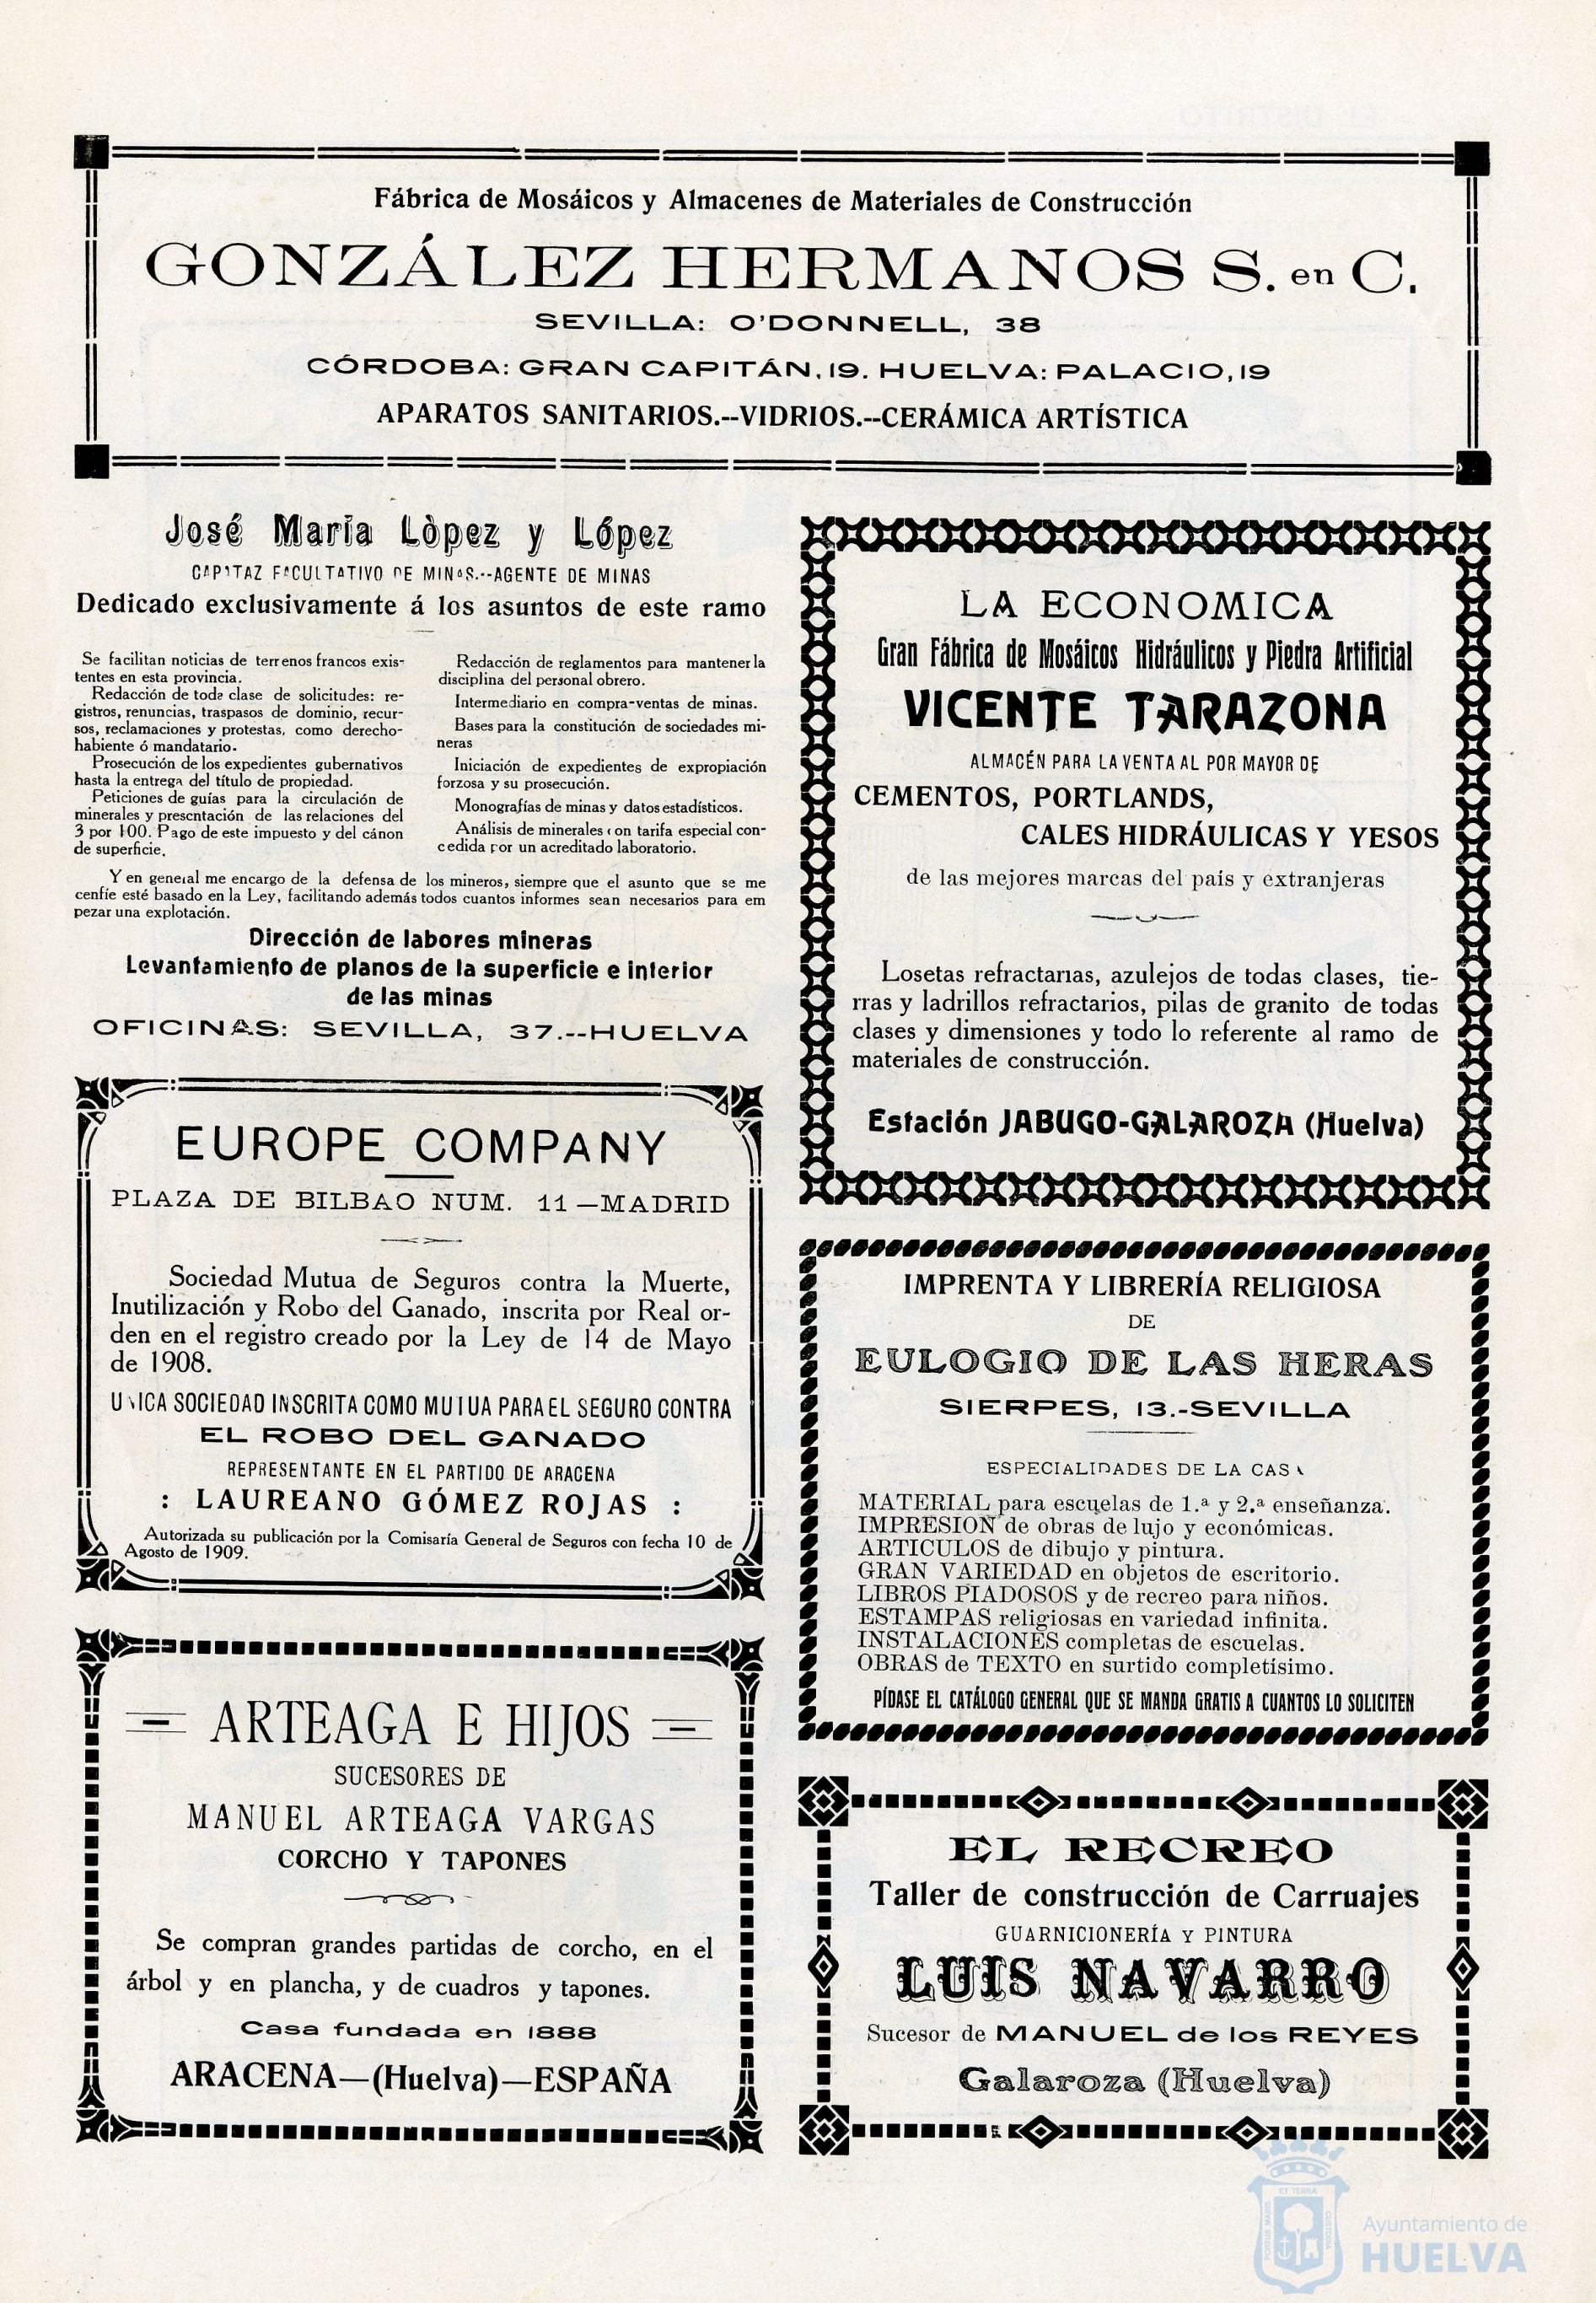 Fábrica de Mosáicos y Almacenes de Materiales de Construcción
GONZÁLEZ HERMANOS S. en C.
SEVILLA: O'DONNELL, 38
CÓRDOBA: GRAN CAPITÁN, 19. HUELVA: PALACIO, 19
APARATOS SANITARIOS.--VIDRIOS.--CERÁMICA ARTÍSTICA
José María Lòpez y López
CAPITAZ FACULTATIVO DE MINAS.--AGENTE DE MINAS
Dedicado exclusivamente á los asuntos de este ramo
Se facilitan noticias de terrenos francos exis-
tentes en esta provincia.
Redacción de toda clase de solicitudes: re-
gistros, renuncias, traspasos de dominio, recur-
sos, reclamaciones y protestas, como derecho-
habiente ó mandatario.
Prosecución de los expedientes gubernativos
hasta la entrega del título de propiedad.
Peticiones de guías para la circulación de
minerales y presentación de las relaciones del
3 por 100. Pago de este impuesto y del cánon
de superficie.
Redacción de reglamentos para mantener la
disciplina del personal obrero.
Intermediario en compra-ventas de minas.
Bases para la constitución de sociedades mi-
neras
Iniciación de expedientes de expropiación
forzosa y su prosecución.
Monografías de minas y datos estadísticos.
Análisis de minerales con tarifa especial con-
cedida por un acreditado laboratorio.
Y en general me encargo de la defensa de los mineros, siempre que el asunto que se me
cenfíe esté basado en la Ley, facilitando además todos cuantos informes sean necesarios para em
pezar una explotación.
Dirección de labores mineras
Levantamiento de planos de la superficie e interior
de las minas
OFICINAS: SEVILLA, 37.--HUELVA
EUROPE COMPANY
PLAZA DE BILBAO NUM. 11—MADRID
Sociedad Mutua de Seguros contra la Muerte,
Inutilización y Robo del Ganado, inscrita por Real or-
den en el registro creado por la Ley de 14 de Mayo
de 1908.
UNICA SOCIEDAD INSCRITA COMO MUTUA PARA EL SEGURO CONTRA
EL ROBO DEL GANADO
REPRESENTANTE EN EL PARTIDO DE ARACENA
: LAUREANO GÓMEZ ROJAS :
Autorizada su publicación por la Comisaría General de Seguros con fecha 10 de
Agosto de 1909.
ARTEAGA E HIJOS
SUCESORES DE
MANUEL ARTEAGA VARGAS
CORCHO Y TAPONES
Se compran grandes partidas de corcho, en el
árbol y en plancha, y de cuadros y tapones.
Casa fundada en 1888
ARACENA—(Huelva)—ESPAÑA
LA ECONOMICA
Gran Fábrica de Mosáicos Hidráulicos y Piedra Artificial
VICENTE TARAZONA
ALMACÉN PARA LA VENTA AL POR MAYOR DE
CEMENTOS, PORTLANDS,
CALES HIDRÁULICAS Y YESOS
de las mejores marcas del país y extranjeras
Losetas refractarias, azulejos de todas clases, tie-
rras y ladrillos refractarios, pilas de granito de todas
clases y dimensiones y todo lo referente al ramo de
materiales de construcción.
Estación JABUGO-GALAROZA (Huelva)
IMPRENTA Y LIBRERÍA RELIGIOSA
DE
EULOGIO DE LAS HERAS
SIERPES, 13.-SEVILLA
ESPECIALIDADES DE LA CASA
MATERIAL para escuelas de 1.ª y 2.ª enseñanza.
IMPRESION de obras de lujo y económicas.
ARTICULOS de dibujo y pintura.
GRAN VARIEDAD en objetos de escritorio.
LIBROS PIADOSOS y de recreo para niños.
ESTAMPAS religiosas en variedad infinita.
INSTALACIONES completas de escuelas.
OBRAS de TEXTO en surtido completísimo.
PÍDASE EL CATÁLOGO GENERAL QUE SE MANDA GRATIS A CUANTOS LO SOLICITEN
EL RECREO
Taller de construcción de Carruajes
GUARNICIONERÍA Y PINTURA
LUIS NAVARRO
Sucesor de MANUEL de los REYES
Galaroza (Huelva)
ET TERRA
PORTUS MARIS
CUSTODIA
Ayuntamiento de
HUELVA